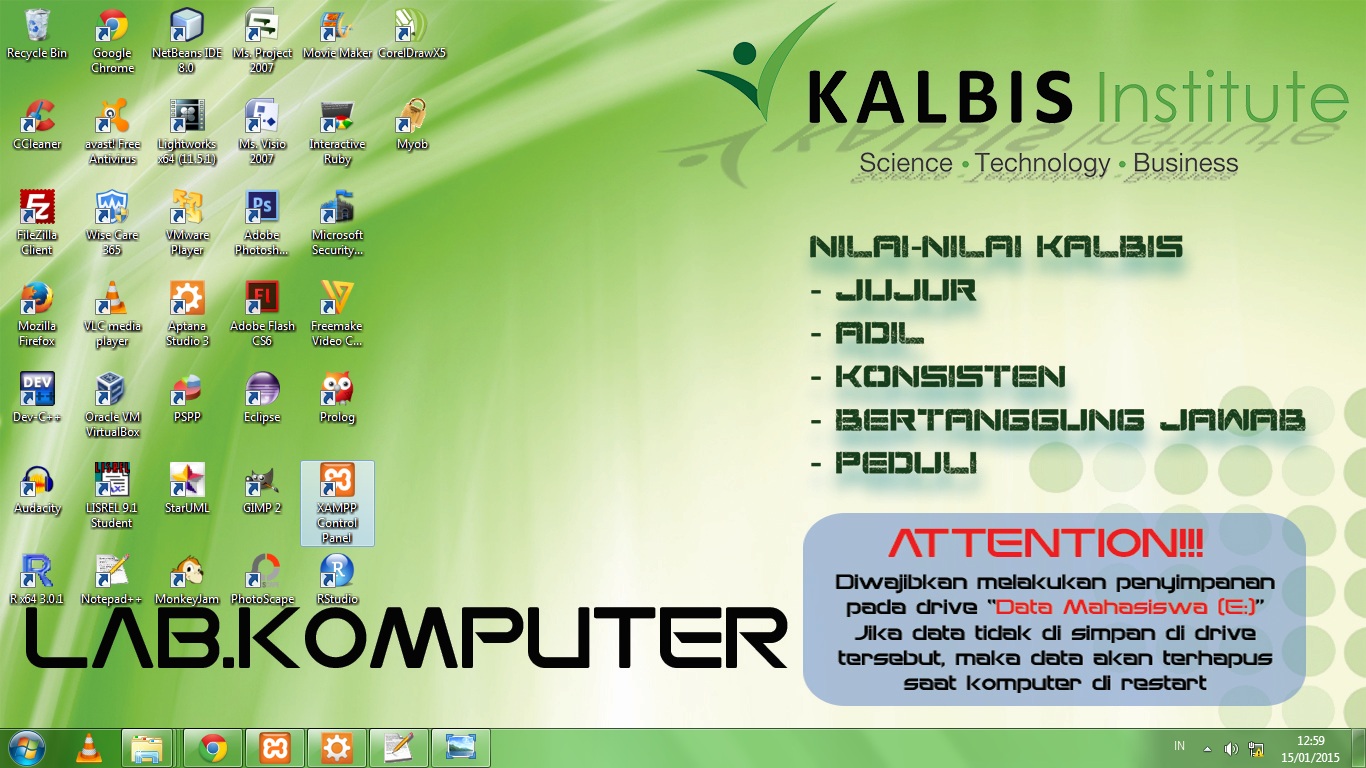 Recycle Bin
Google
Chrome
NetBeans IDE
8.0
Ms. Project
2007
Movie Maker
CorelDrawX5
CCleaner
avast! Free
Antivirus
Lightworks
x64 (11.5.1)
Ms. Visio
2007
Interactive
Ruby
Myob
FileZilla
Client
Wise Care
365
VMware
Player
Ps
Adobe
Photosh...
Microsoft
Security...
Mozilla
Firefox
VLC media
player
Aptana
Studio 3
Adobe Flash
CS6
Freemake
Video C...
DEV
Dev-C++
Oracle VM
VirtualBox
PSPP
Eclipse
Prolog
Audacity
LISREL
LISREL 9.1
Student
StarUML
GIMP 2
XAMPP
Control
Panel
R x64 3.0.1
Notepad++
MonkeyJam
PhotoScape
RStudio
LAB.KOMPUTER
KALBIS Institute
Science • Technology • Business
NILAI-NILAI KALBIS
- JUJUR
- ADIL
- KONSISTEN
- BERTANGGUNG JAWAB
- PEDULI
ATTENTION!!!
Diwajibkan melakukan penyimpanan
pada drive "Data Mahasiswa (E:)"
Jika data tidak di simpan di drive
tersebut, maka data akan terhapus
saat komputer di restart
IN
12:59
15/01/2015